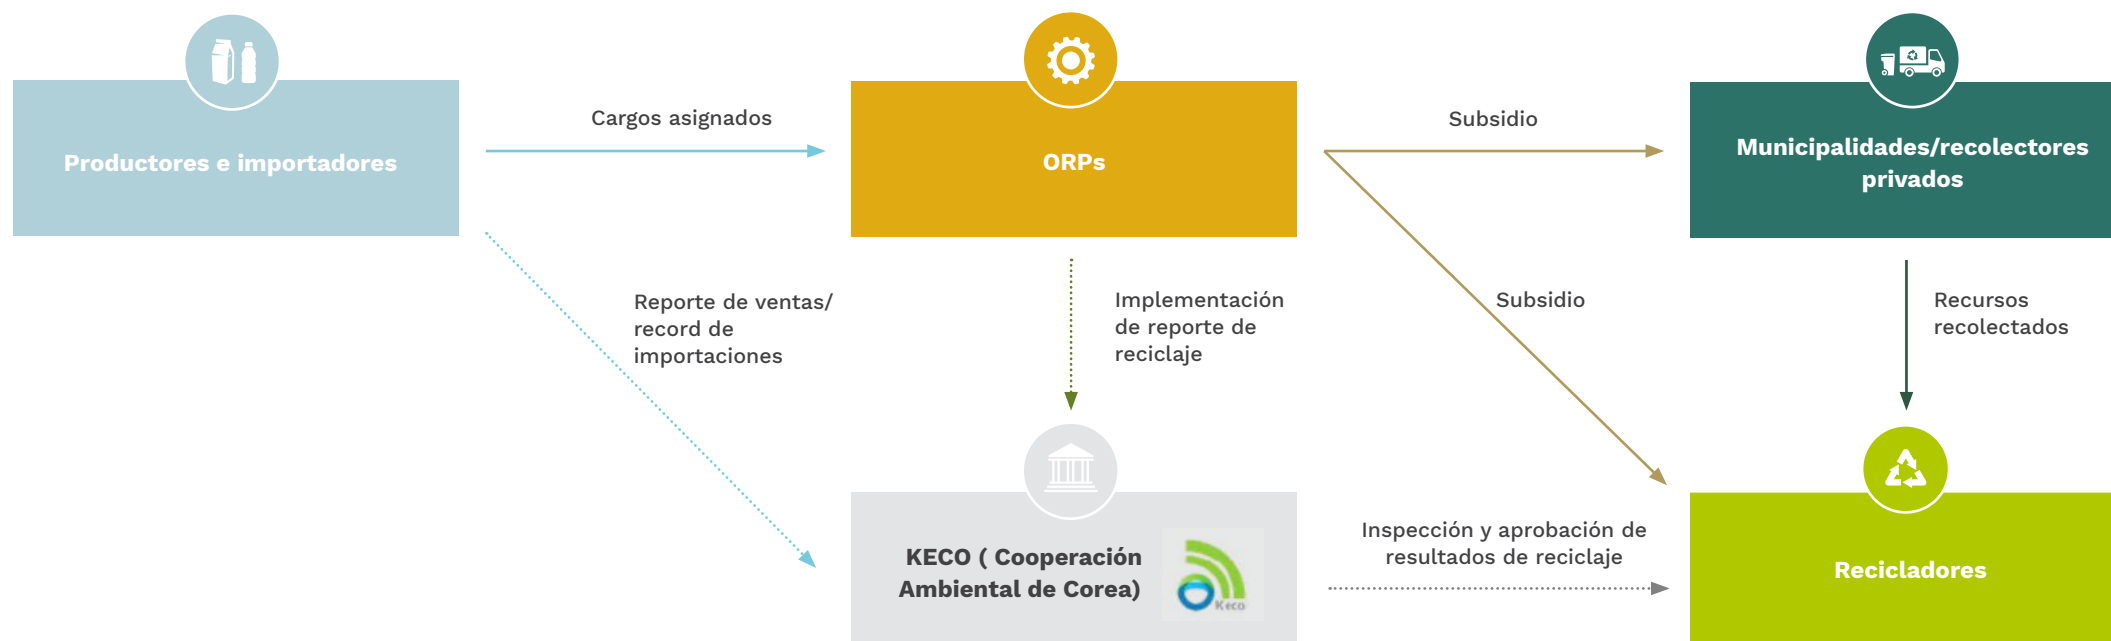 Productores e importadores
Cargos asignados
ORPs
Subsidio
Municipalidades/recolectores
privados
Reporte de ventas/
record de
importaciones
Implementación
de reporte de
reciclaje
Subsidio
Recursos
recolectados
KECO ( Cooperación
Ambiental de Corea)
Keco
Inspección y aprobación de
resultados de reciclaje
Recicladores